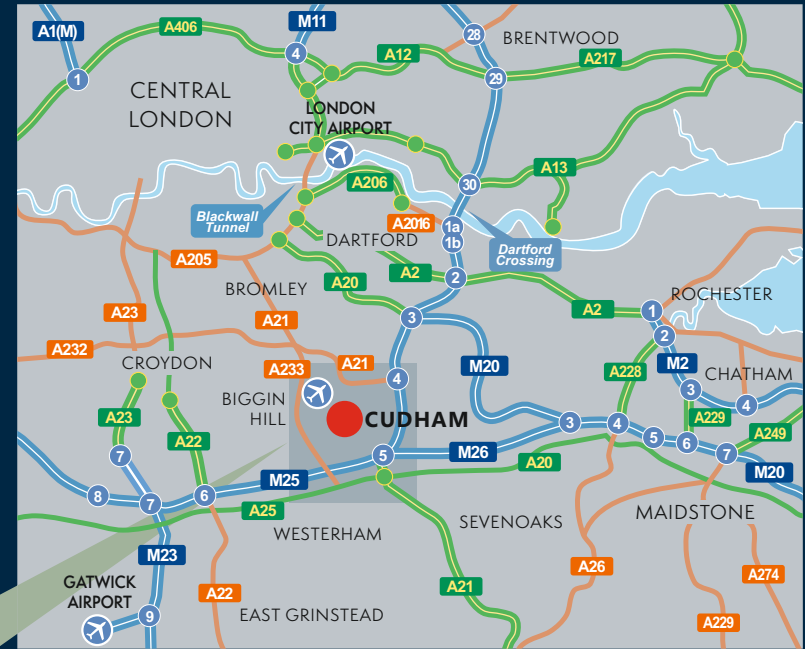 A1(M)
A406
M11
28
BRENTWOOD
4
A12
A217
1
29
CENTRAL
LONDON
LONDON
CITY AIRPORT
A13
A206
30
Blackwall
Tunnel
A2016
1a
1b
Dartford
Crossing
DARTFORD
A205
A2
2
A20
BROMLEY
ROCHESTER
A23
A21
3
A2
1
2
A232
CROYDON
A233
A21
M20
A228
M2
CHATHAM
4
3
4
BIGGIN
HILL
CUDHAM
A23
A22
3
4
A229
A249
5
6
7
7
5
M26
A20
M20
8
7
6
M25
A25
WESTERHAM
SEVENOAKS
MAIDSTONE
M23
GATWICK
AIRPORT
A22
A21
A26
A274
9
EAST GRINSTEAD
A229